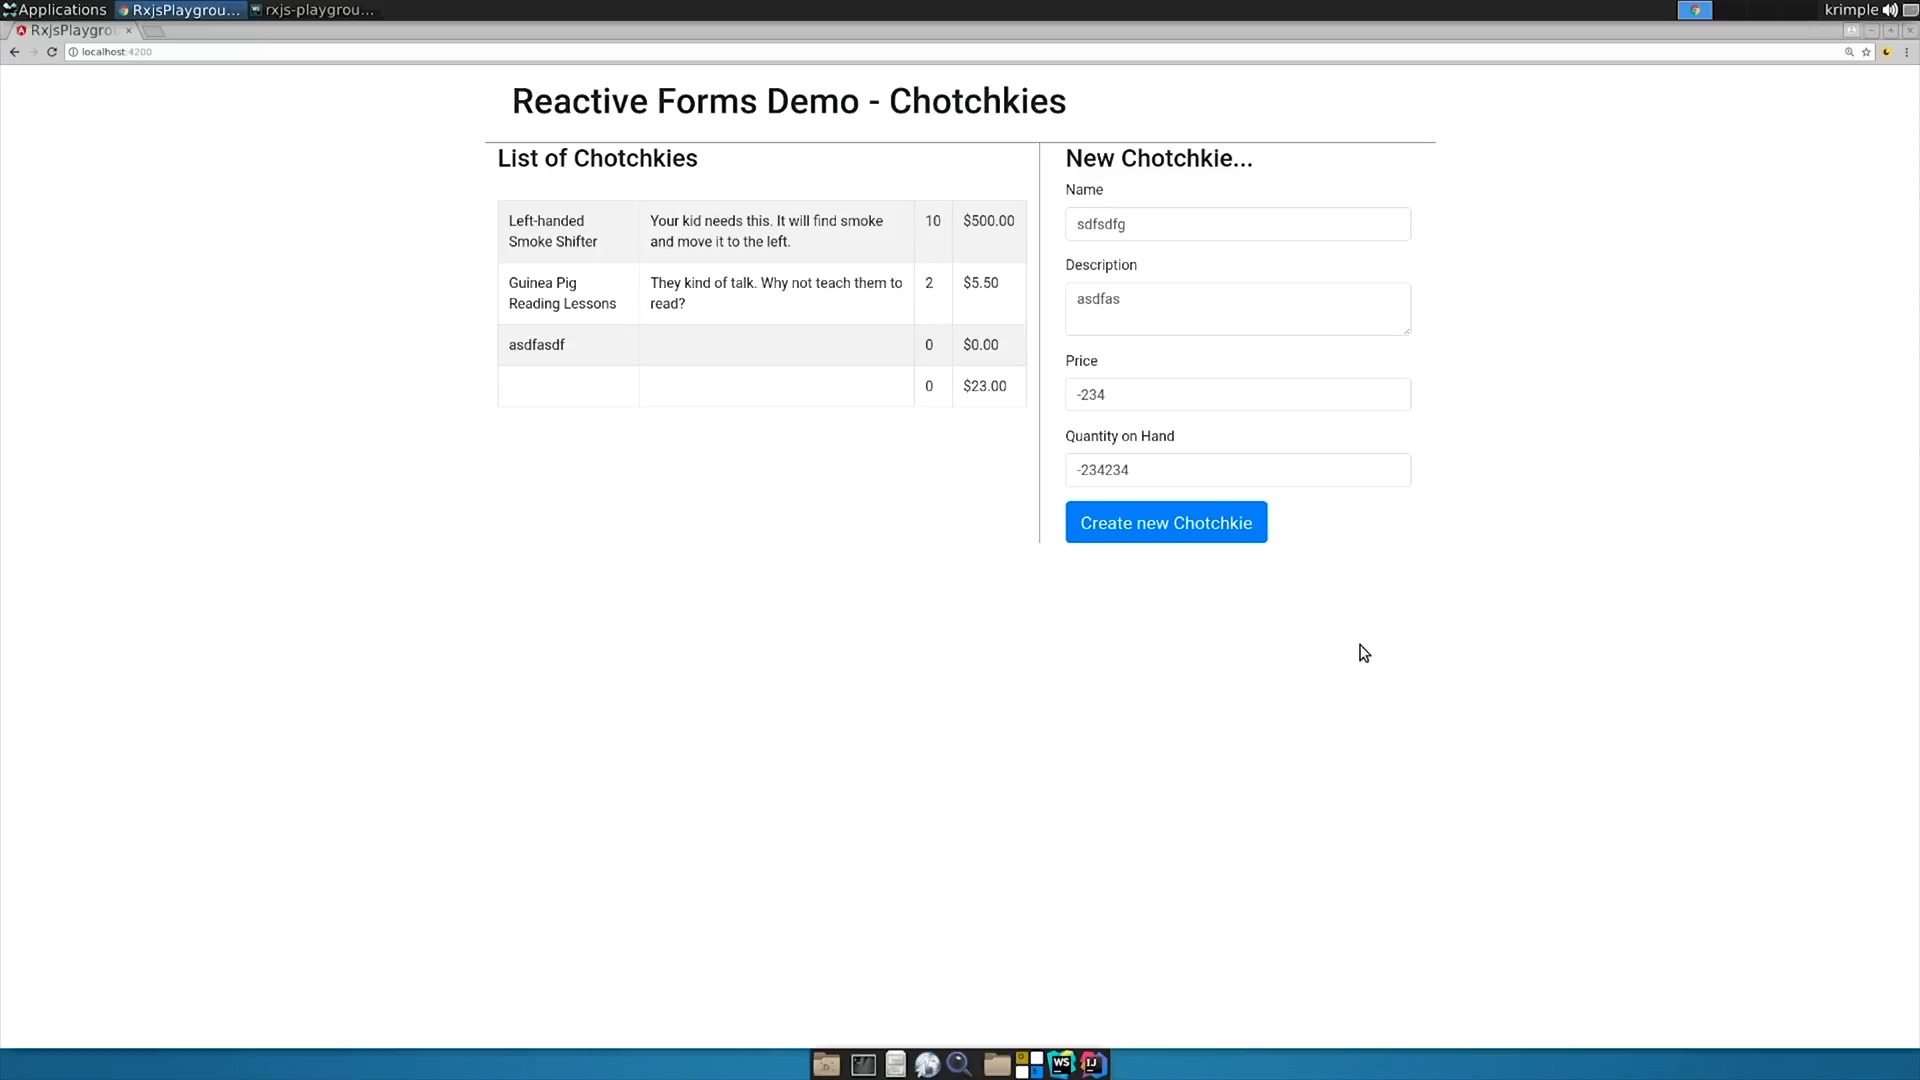 Applications RxjsPlaygrou... rxjs-playgrou... krimple
RxjsPlaygro
localhost:4200
Reactive Forms Demo - Chotchkies
List of Chotchkies
Left-handed Smoke Shifter
Your kid needs this. It will find smoke and move it to the left.
10
$500.00
Guinea Pig Reading Lessons
They kind of talk. Why not teach them to read?
2
$5.50
asdfasdf
0
$0.00
0
$23.00
New Chotchkie...
Name
sdfsdfg
Description
asdfas
Price
-234
Quantity on Hand
-234234
Create new Chotchkie
WS
IJ